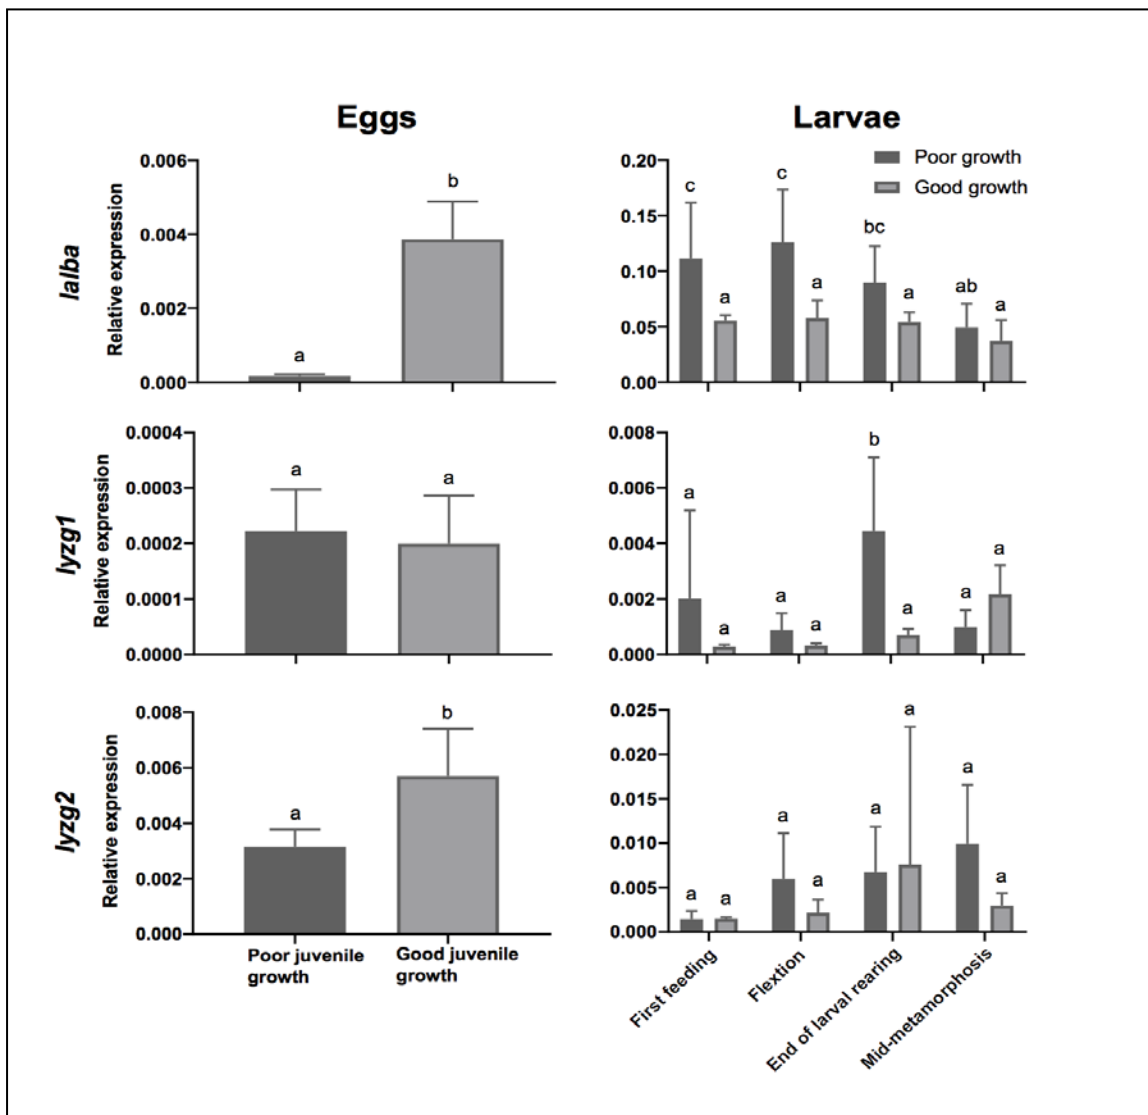 Eggs
Larvae
Poor growth
Good growth
lalba
Relative expression
0.006
0.004
0.002
0.000
a
b
0.20
0.15
0.10
0.05
0.00
c
a
c
a
bc
a
ab
a
lyzg1
Relative expression
0.0004
0.0003
0.0002
0.0001
0.0000
a
a
0.008
0.006
0.004
0.002
0.000
a
a
a
a
b
a
a
a
lyzg2
Relative expression
0.008
0.006
0.004
0.002
0.000
a
b
Poor juvenile
growth
Good juvenile
growth
0.025
0.020
0.015
0.010
0.005
0.000
a
a
a
a
a
a
a
a
First feeding
Flextion
End of larval rearing
Mid-metamorphosis